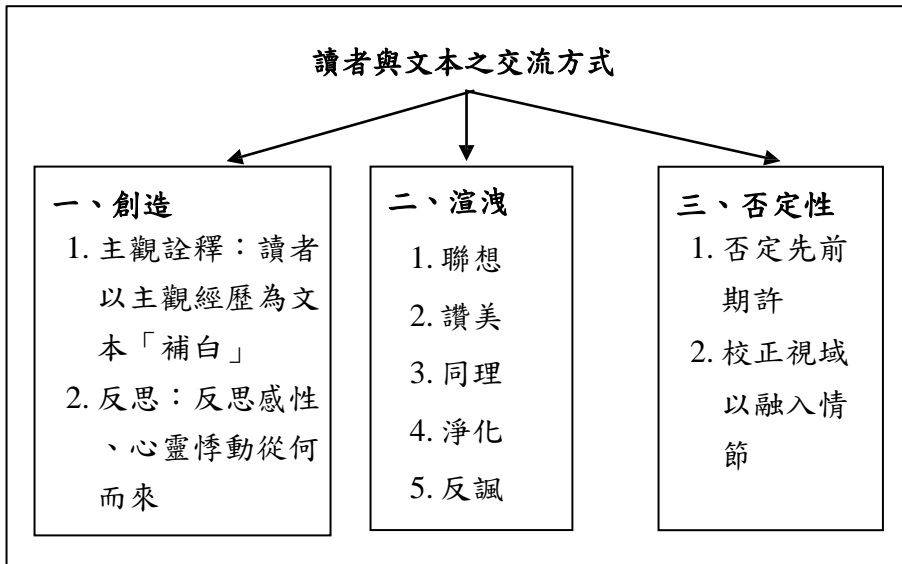 讀者與文本之交流方式
一、創造
1. 主觀詮釋：讀者
以主觀經歷為文
本「補白」
2. 反思：反思感性
、心靈悸動從何
而來
二、渲洩
1. 聯想
2. 讚美
3. 同理
4. 淨化
5. 反諷
三、否定性
1. 否定先前
期許
2. 校正視域
以融入情
節